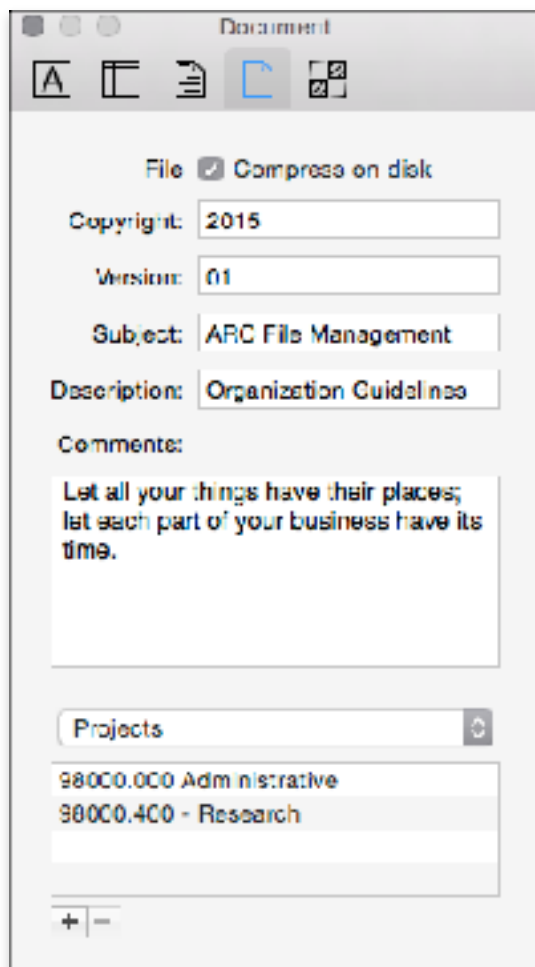 Document
A
File Compress on disk
Copyright: 2015
Version: 01
Subject: ARC File Management
Description: Organization Guidelines
Comments:
Let all your things have their places;
let each part of your business have its
time.
Projects
98000.000 Administrative
98000.400 - Research